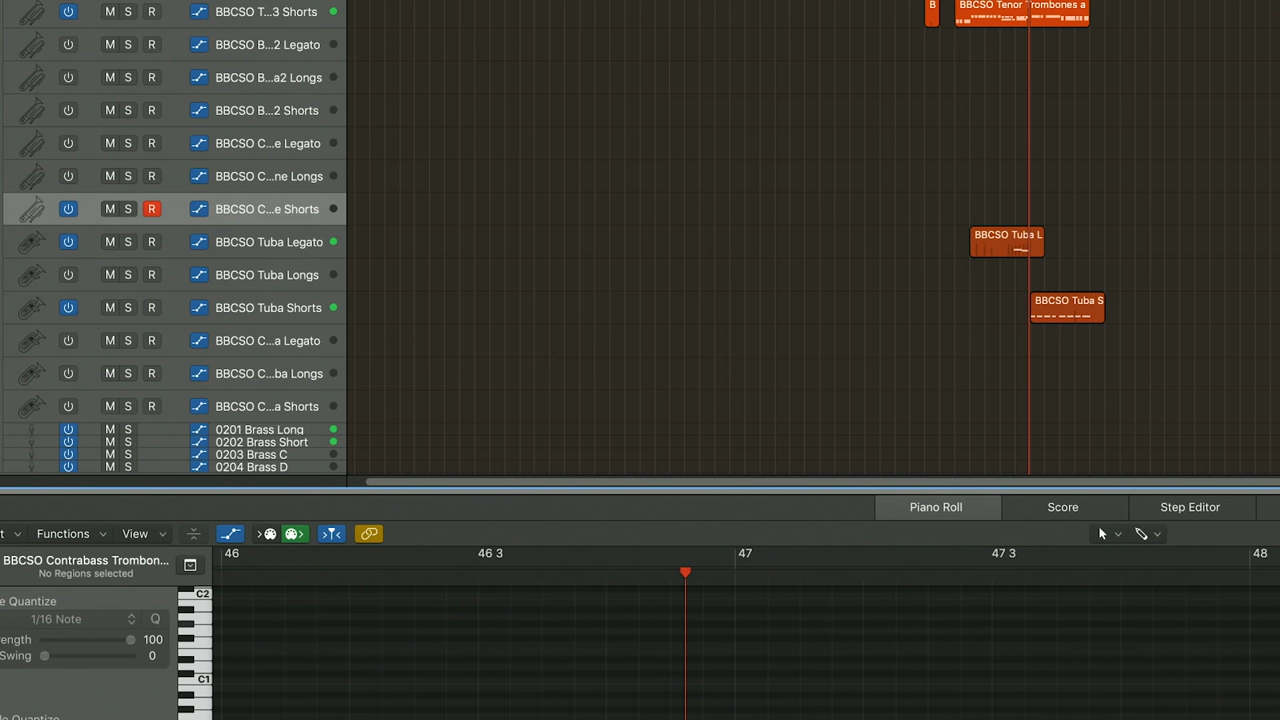 BBCSO T...3 Shorts
B
BBCSO Tenor Trombones a
M S R BBCSO B...2 Legato
M S R BBCSO B...a2 Longs
M S R BBCSO B...2 Shorts
M S R BBCSO C...e Legato
M S R BBCSO C...ne Longs
M S R BBCSO C...e Shorts
M S R BBCSO Tuba Legato
BBCSO Tuba L
M S R BBCSO Tuba Longs
M S R BBCSO Tuba Shorts
BBCSO Tuba S
M S R BBCSO C...a Legato
M S R BBCSO C...ba Longs
M S R BBCSO C...a Shorts
M S 0201 Brass Long
M S 0202 Brass Short
M S 0203 Brass C
M S 0204 Brass D
Piano Roll Score Step Editor
t Functions View
BBCSO Contrabass Trombon...
No Regions selected
46 46 3 47 47 3 48
e Quantize
1/16 Note Q
ength 100
Swing 0
C2
C1